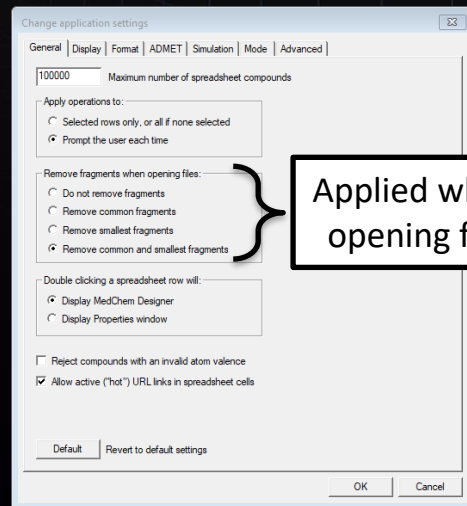 Change application settings
General Display Format ADMET Simulation Mode Advanced
100000 Maximum number of spreadsheet compounds
Apply operations to:
Selected rows only, or all if none selected
Prompt the user each time
Remove fragments when opening files:
Do not remove fragments
Remove common fragments
Remove smallest fragments
Remove common and smallest fragments
Applied
opening
Double clicking a spreadsheet row will:
Display MedChem Designer
Display Properties window
Reject compounds with an invalid atom valence
Allow active ("hot") URL links in spreadsheet cells
Default Revert to default settings
OK Cancel